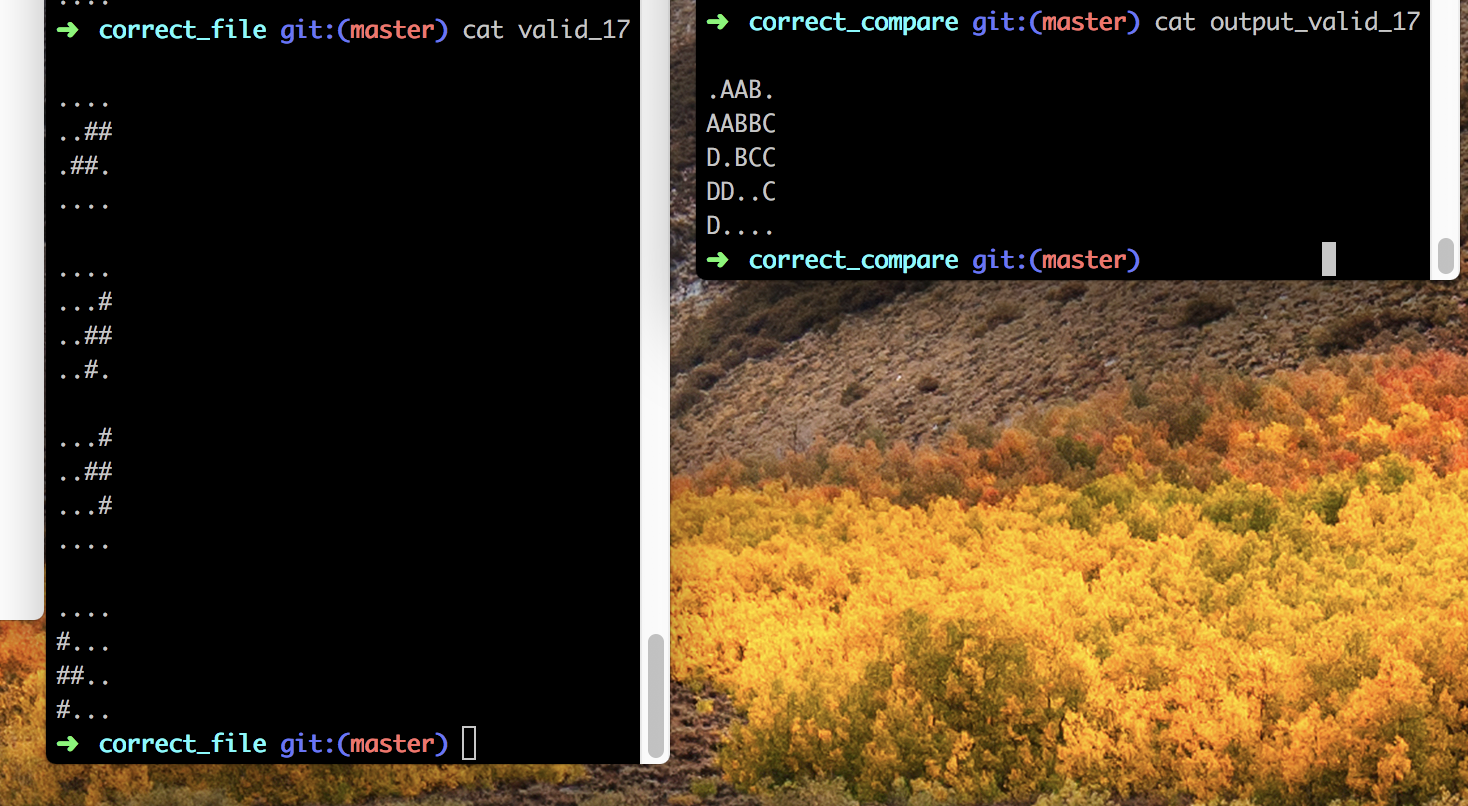 ....
➜ correct_file git:(master) cat valid_17
....
..##
.##.
....
....
...#
..##
..#.
...#
..##
...#
....
....
#...
##..
#...
➜ correct_file git:(master)
➜ correct_compare git:(master) cat output_valid_17
.AAB.
AABBC
D.BCC
DD..C
D....
➜ correct_compare git:(master)